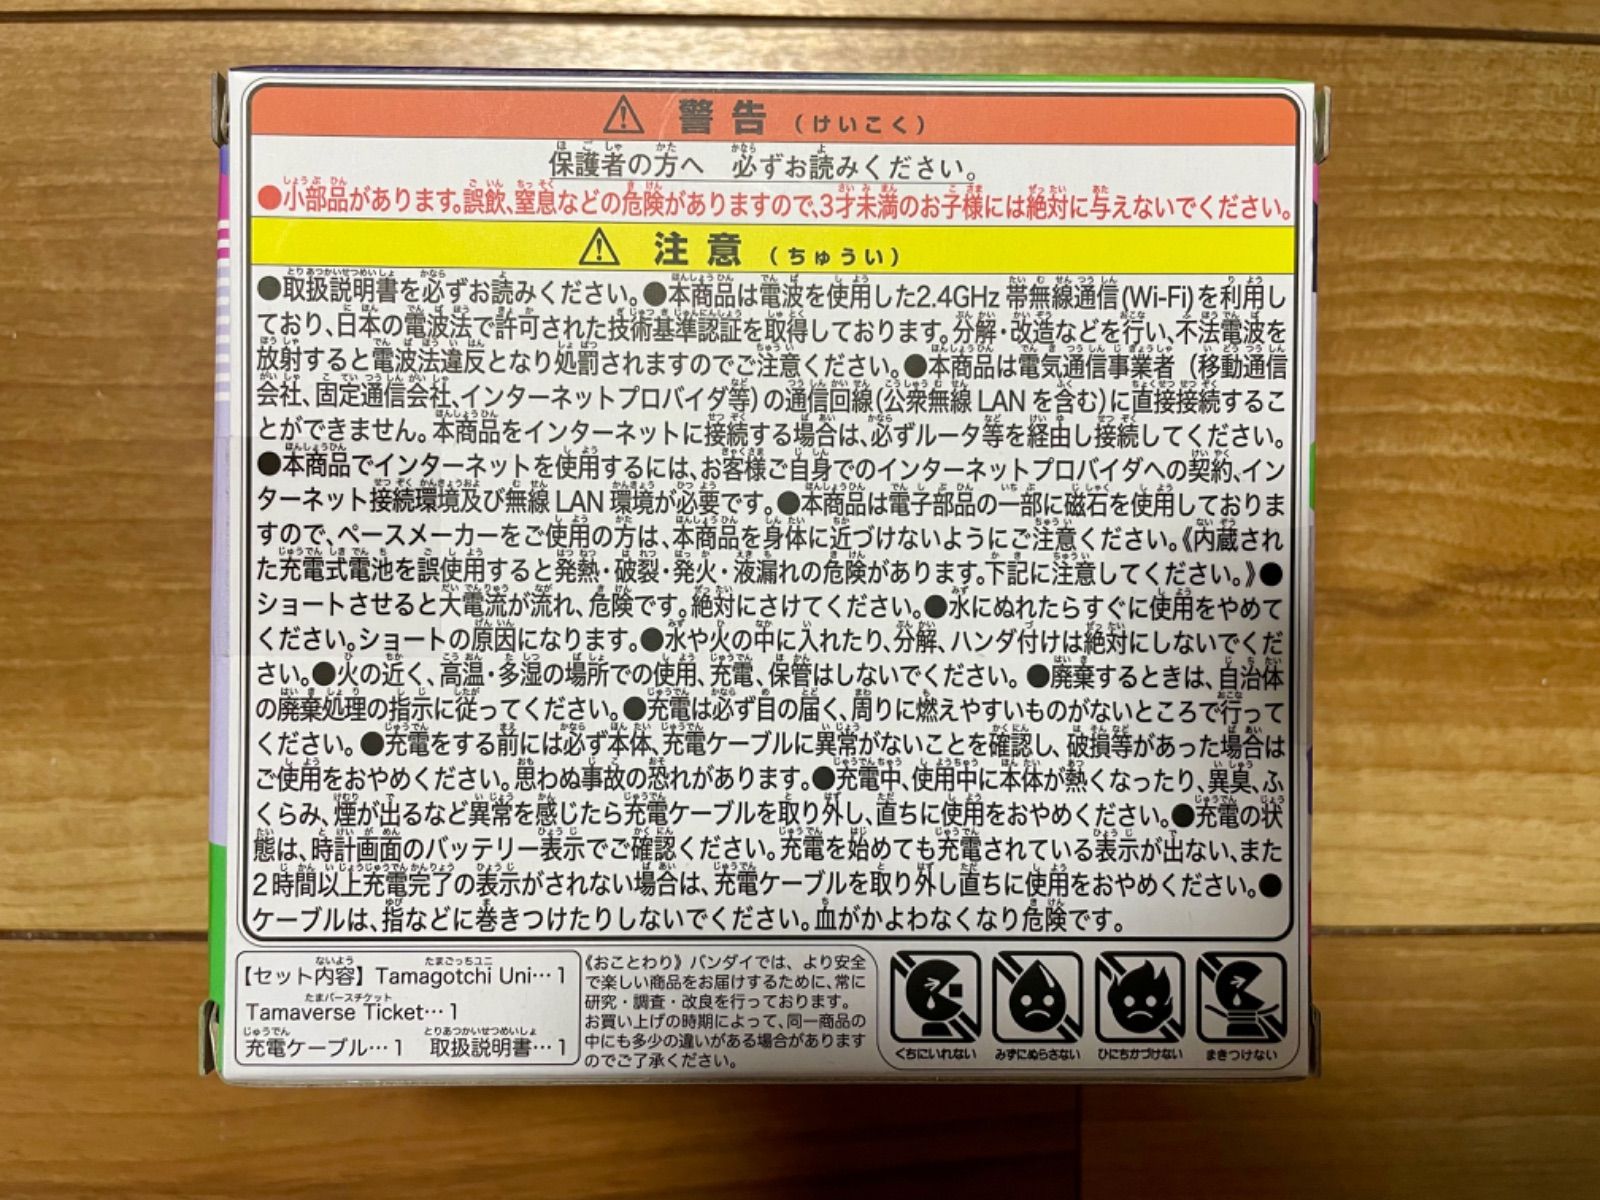 警告（けいこく）
保護者の方へ 必ずお読みください。
●小部品があります。誤飲、窒息などの危険がありますので、3才未満のお子様には絶対に与えないでください。
注意（ちゅうい）
●取扱説明書を必ずお読みください。●本商品は電波を使用した2.4GHz 帯無線通信(Wi-Fi)を利用し
ており、日本の電波法で許可された技術基準認証を取得しております。分解・改造などを行い、不法電波を
放射すると電波法違反となり処罰されますのでご注意ください。●本商品は電気通信事業者（移動通信
会社、固定通信会社、インターネットプロバイダ等）の通信回線(公衆無線 LAN を含む)に直接接続するこ
とができません。本商品をインターネットに接続する場合は、必ずルータ等を経由し接続してください。
●本商品でインターネットを使用するには、お客様ご自身でのインターネットプロバイダへの契約、イン
ターネット接続環境及び無線 LAN 環境が必要です。●本商品は電子部品の一部に磁石を使用しておりま
すので、ペースメーカーをご使用の方は、本商品を身体に近づけないようにご注意ください。《内蔵され
た充電式電池を誤使用すると発熱・破裂・発火・液漏れの危険があります。下記に注意してください。》●
ショートさせると大電流が流れ、危険です。絶対にさけてください。●水にぬれたらすぐに使用をやめて
ください。ショートの原因になります。●水や火の中に入れたり、分解、ハンダ付けは絶対にしないでくだ
さい。●火の近く、高温・多湿の場所での使用、充電、保管はしないでください。●廃棄するときは、自治体
の廃棄処理の指示に従ってください。●充電は必ず目の届く、周りに燃えやすいものがないところで行って
ください。●充電をする前には必ず本体、充電ケーブルに異常がないことを確認し、破損等があった場合は
ご使用をおやめください。思わぬ事故の恐れがあります。●充電中、使用中に本体が熱くなったり、異臭、ふ
くらみ、煙が出るなど異常を感じたら充電ケーブルを取り外し、直ちに使用をおやめください。●充電の状
態は、時計画面のバッテリー表示でご確認ください。充電を始めても充電されている表示が出ない、また
2時間以上充電完了の表示がされない場合は、充電ケーブルを取り外し直ちに使用をおやめください。●
ケーブルは、指などに巻きつけたりしないでください。血がかよわなくなり危険です。
【セット内容】Tamagotchi Uni…1
Tamaverse Ticket…1
充電ケーブル…1 取扱説明書…1
《おことわり》バンダイでは、より安全
で楽しい商品をお届けするために、常に
研究・調査・改良を行っております。
お買い上げの時期によって、同一商品の
中にも多少の違いがある場合があります
のでご了承ください。
くちにいれない みずにぬらさない ひにちかづけない まきつけない